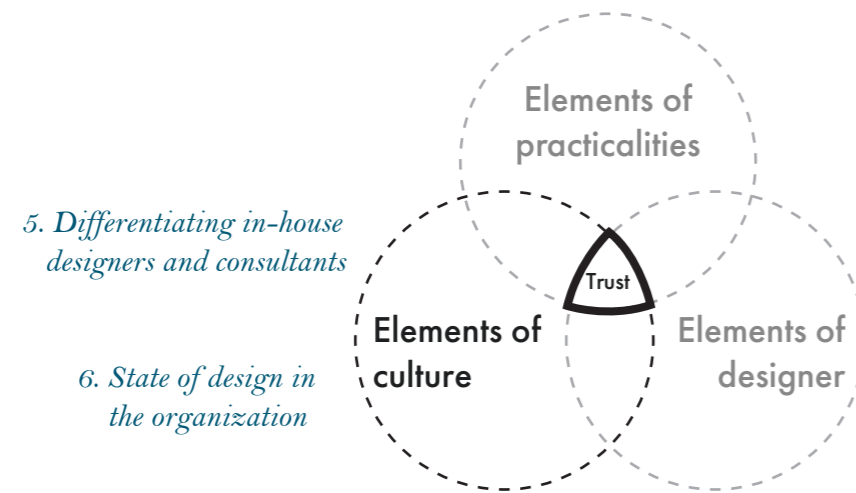 Elements of
practicalities
5. Differentiating in-house
designers and consultants
Trust
Elements of
culture
Elements of
designer
6. State of design in
the organization